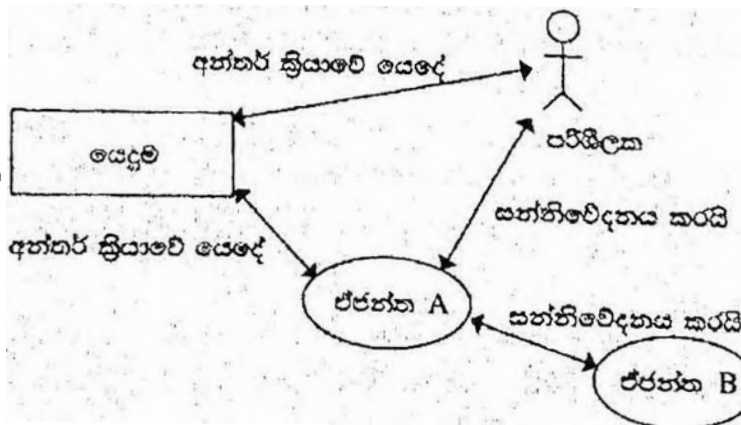 අන්තර් ක්‍රියාවේ යෙදේ
යෙදුම
පරිශීලක
අන්තර් ක්‍රියාවේ යෙදේ
සන්නිවේදනය කරයි
ඒජන්ත A
සන්නිවේදනය කරයි
ඒජන්ත B